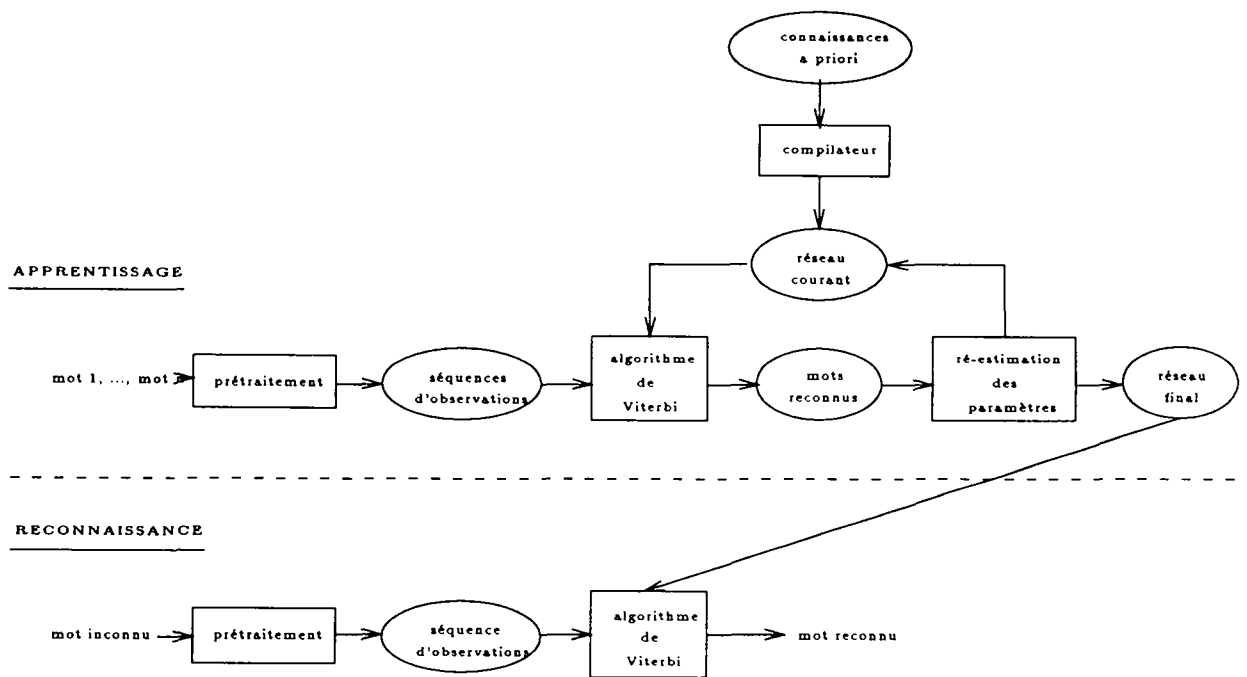 connaissances
a priori
compilateur
réseau
courant
APPRENTISSAGE
mot 1, ..., mot
prétraitement
séquences
d'observations
algorithme
de
Viterbi
mots
reconnus
ré-estimation
des
paramètres
réseau
final
RECONNAISSANCE
mot inconnu
prétraitement
séquence
d'observations
algorithme
de
Viterbi
mot reconnu